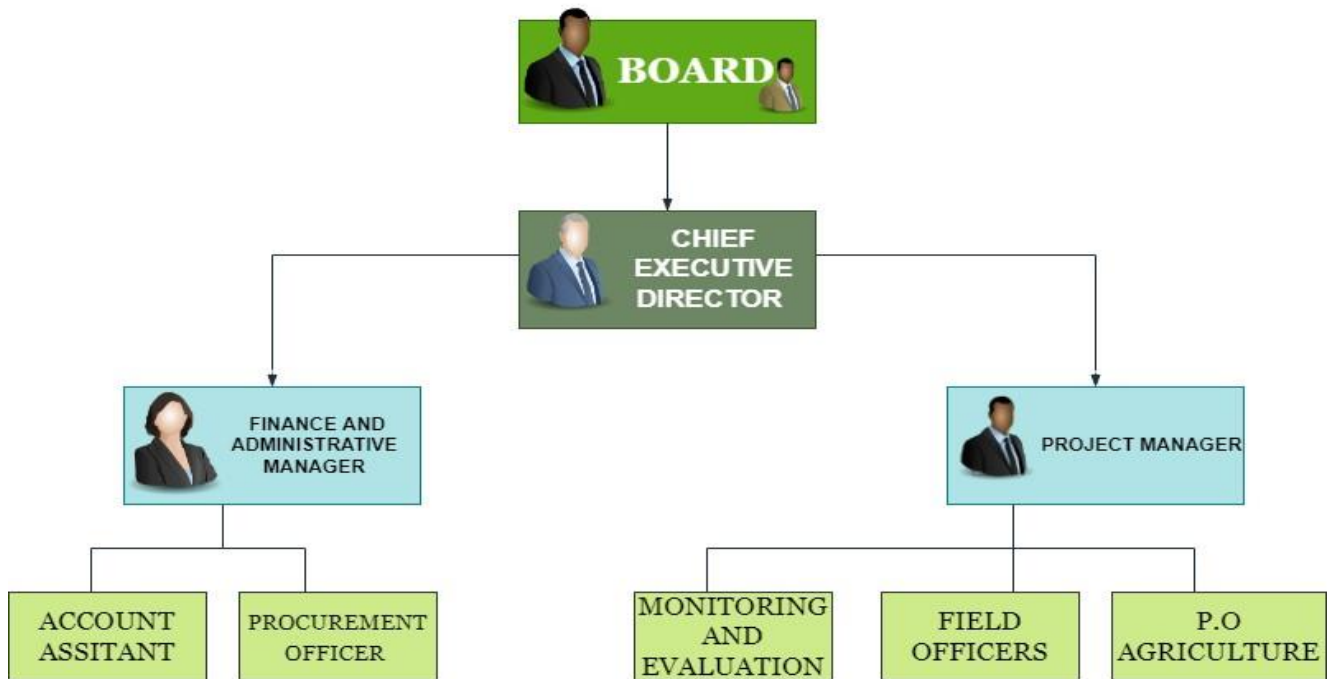 BOARD
CHIEF
EXECUTIVE
DIRECTOR
FINANCE AND
ADMINISTRATIVE
MANAGER
PROJECT MANAGER
ACCOUNT
ASSITANT
PROCUREMENT
OFFICER
MONITORING
AND
EVALUATION
FIELD
OFFICERS
P.O
AGRICULTURE